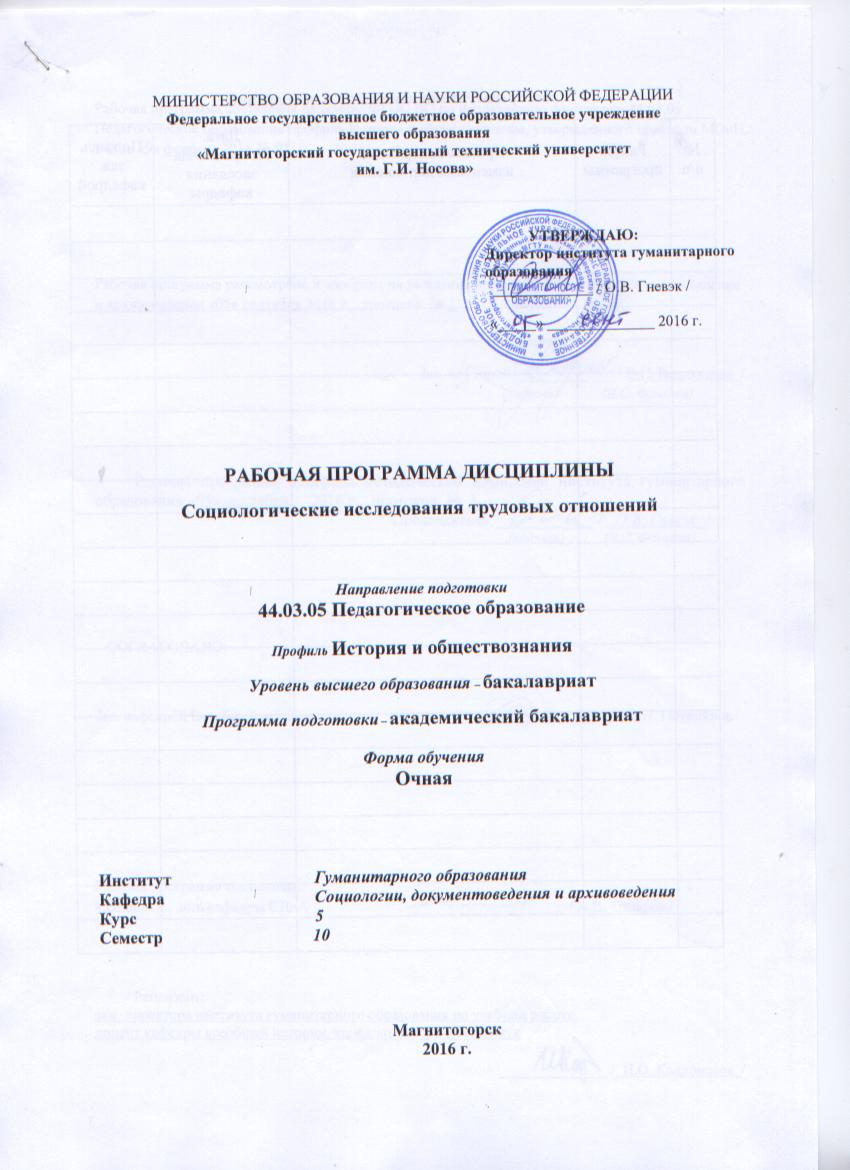 МИНИСТЕРСТВО ОБРАЗОВАНИЯ И НАУКИ РОССИЙСКОЙ ФЕДЕРАЦИИ
Федеральное государственное бюджетное образовательное учреждение
высшего образования
«Магнитогорский государственный технический университет
им. Г.И. Носова»
УТВЕРЖДАЮ:
Директор института гуманитарного
образования
/ О.В. Гневэк /
« » 2016 г.
ГУМАНИТАРНОГО
ОБРАЗОВАНИЯ
РАБОЧАЯ ПРОГРАММА ДИСЦИПЛИНЫ
Социологические исследования трудовых отношений
Направление подготовки
44.03.05 Педагогическое образование
Профиль История и обществознания
Уровень высшего образования – бакалавриат
Программа подготовки – академический бакалавриат
Форма обучения
Очная
Институт Гуманитарного образования
Кафедра Социологии, документоведения и архивоведения
Курс 5
Семестр 10
Магнитогорск
2016 г.